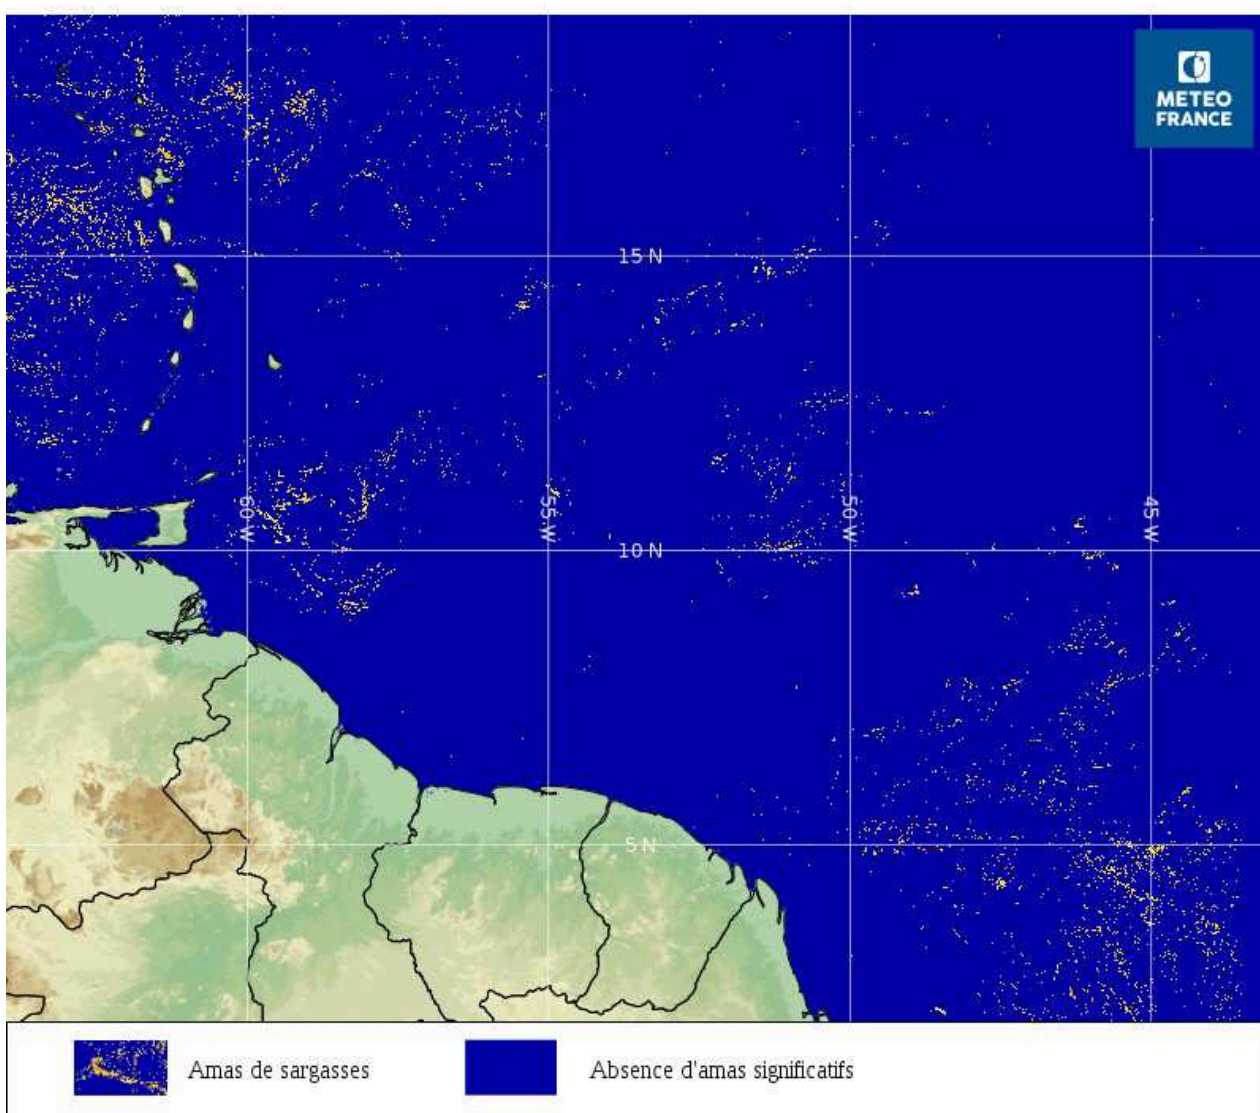 METEO
FRANCE
15 N
60 W
55 W
50 W
45 W
10 N
5 N
Amas de sargasses
Absence d'amas significatifs